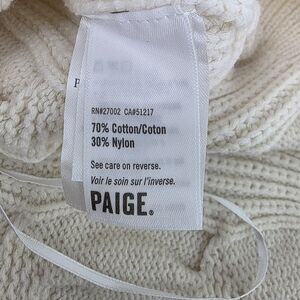 P
RN#27002 CA#51217
70% Cotton/Coton
30% Nylon
See care on reverse.
Voir le soin sur l'inverse.
PAIGE®